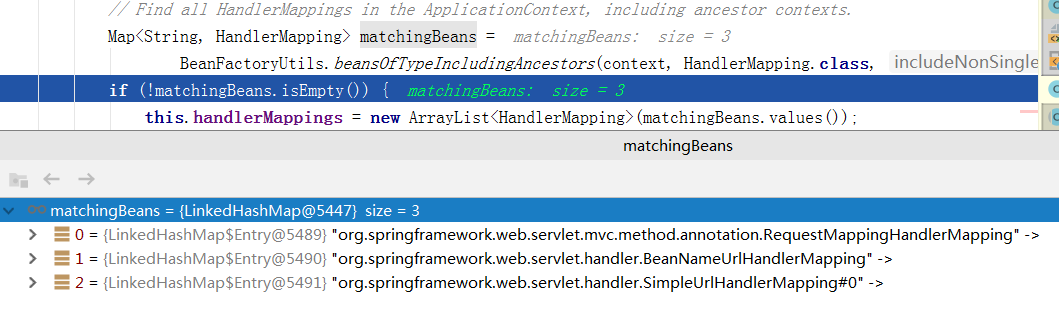 // Find all HandlerMappings in the ApplicationContext, including ancestor contexts.
Map<String, HandlerMapping> matchingBeans = matchingBeans: size = 3
BeanFactoryUtils.beansOfTypeIncludingAncestors(context, HandlerMapping.class, includeNonSingle
if (!matchingBeans.isEmpty()) { matchingBeans: size = 3
this.handlerMappings = new ArrayList<HandlerMapping>(matchingBeans.values());
matchingBeans
matchingBeans = {LinkedHashMap@5447} size = 3
0 = {LinkedHashMap$Entry@5489} "org.springframework.web.servlet.mvc.method.annotation.RequestMappingHandlerMapping" ->
1 = {LinkedHashMap$Entry@5490} "org.springframework.web.servlet.handler.BeanNameUrlHandlerMapping" ->
2 = {LinkedHashMap$Entry@5491} "org.springframework.web.servlet.handler.SimpleUrlHandlerMapping#0" ->